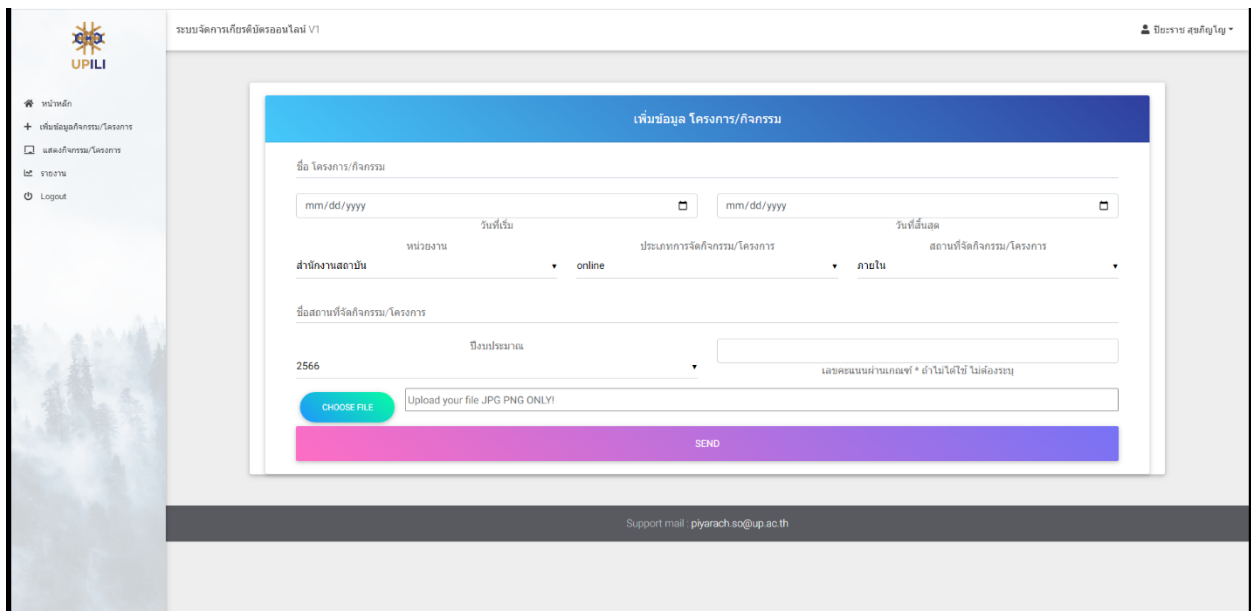 ระบบจัดการเกียรติบัตรออนไลน์ V1
ปิยะราช สุขภิญโญ
CHO
UPILI
หน้าหลัก
เพิ่มข้อมูลกิจกรรม/โครงการ
แสดงกิจกรรม/โครงการ
รายงาน
Logout
เพิ่มข้อมูล โครงการ/กิจกรรม
ชื่อ โครงการ/กิจกรรม
mm/dd/yyyy mm/dd/yyyy
วันที่เริ่ม วันที่สิ้นสุด
หน่วยงาน ประเภทการจัดกิจกรรม/โครงการ สถานที่จัดกิจกรรม/โครงการ
สำนักงานสถาบัน online ภายใน
ชื่อสถานที่จัดกิจกรรม/โครงการ
ปีงบประมาณ
2566
เลขคะแนนผ่านเกณฑ์ * ถ้าไม่ได้ใช้ ไม่ต้องระบุ
CHOOSE FILE Upload your file JPG PNG ONLY!
SEND
Support mail : piyarach.so@up.ac.th